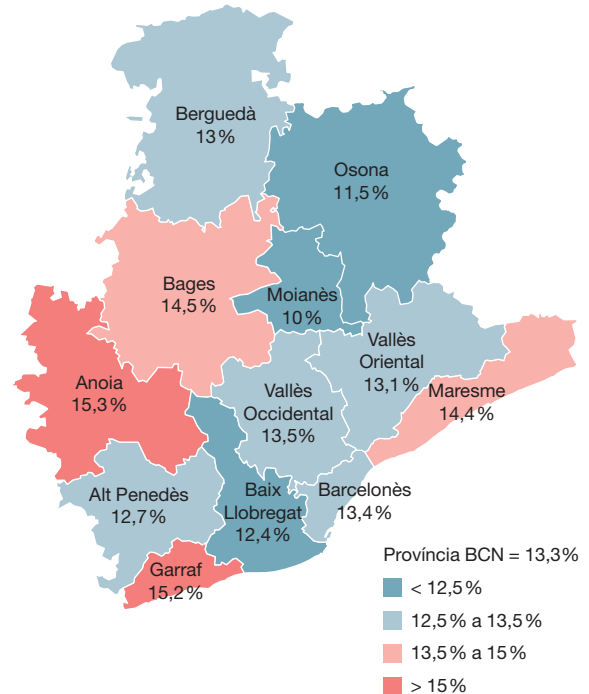 Berguedà
13%
Osona
11,5%
Bages
14,5%
Moianès
10%
Vallès
Oriental
13,1%
Maresme
14,4%
Anoia
15,3%
Vallès
Occidental
13,5%
Alt Penedès
12,7%
Baix
Llobregat
12,4%
Barcelonès
13,4%
Garraf
15,2%
Província BCN = 13,3%
< 12,5%
12,5% a 13,5%
13,5% a 15%
> 15%